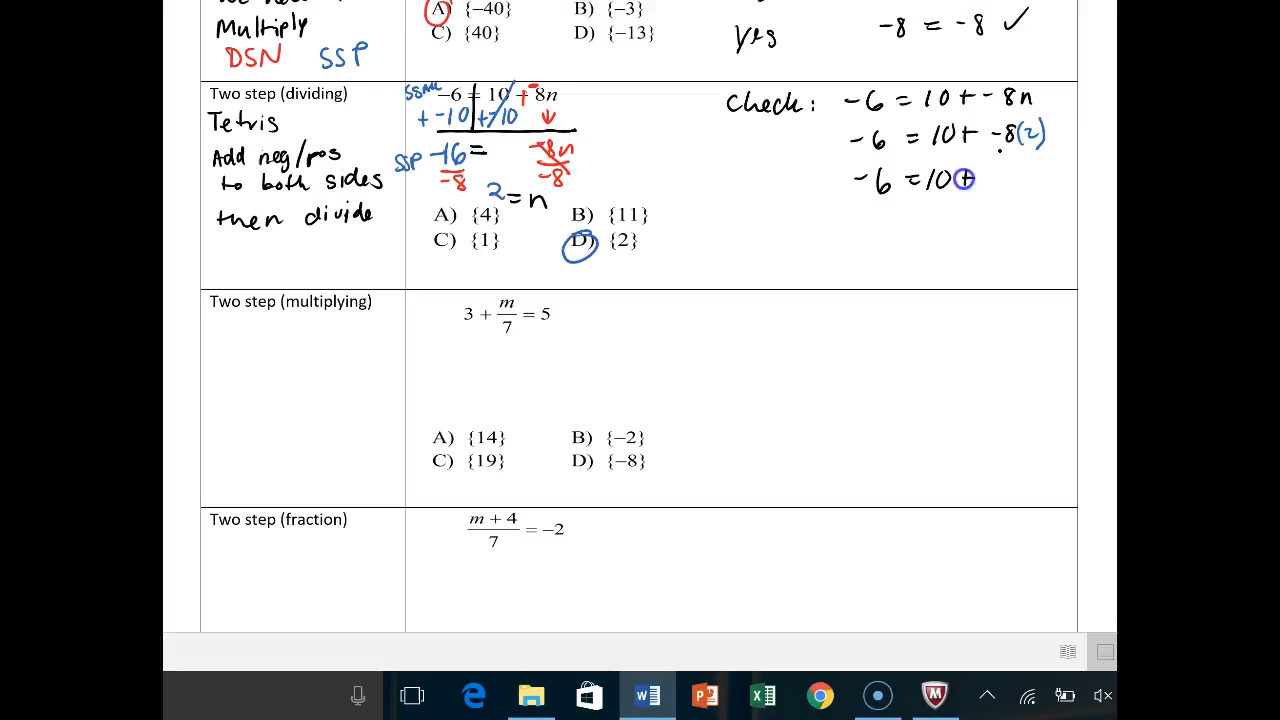 Multiply
DSN SSP
A) {−40} B) {−3}
C) {40} D) {−13}
yes
-8 = -8 ✓
Two step (dividing)
Tetris
Add neg/pos
to both sides
then divide
−6 = 10 − 8n
+ -10 + -10
SSP -16 = -8n
-8 -8
2 = n
A) {4} B) {11}
C) {1} D) {2}
Check: -6 = 10 + -8n
-6 = 10 + -8(2)
-6 = 10 +
Two step (multiplying)
3 + m/7 = 5
A) {14} B) {−2}
C) {19} D) {−8}
Two step (fraction)
m + 4
7
= −2